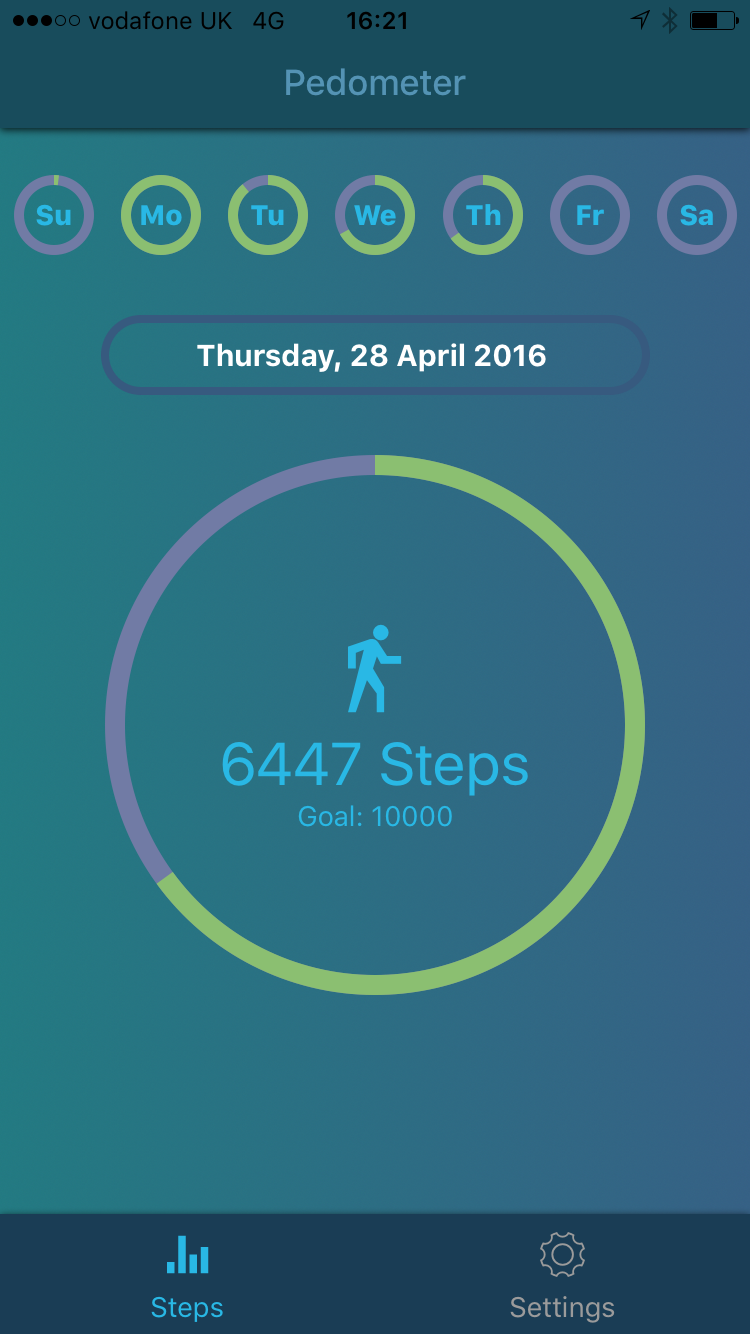 vodafone UK 4G 16:21
Pedometer
Su Mo Tu We Th Fr Sa
Thursday, 28 April 2016
6447 Steps
Goal: 10000
Steps Settings